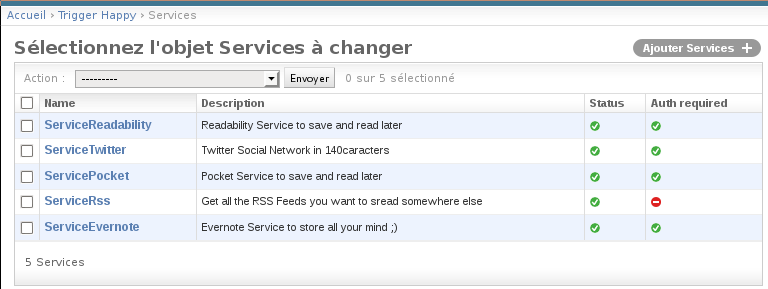 Accueil › Trigger Happy › Services
Sélectionnez l'objet Services à changer
Ajouter Services +
Action : --------- Envoyer 0 sur 5 sélectionné
Name Description Status Auth required
ServiceReadability Readability Service to save and read later
ServiceTwitter Twitter Social Network in 140caracters
ServicePocket Pocket Service to save and read later
ServiceRss Get all the RSS Feeds you want to sread somewhere else
ServiceEvernote Evernote Service to store all your mind ;)
5 Services